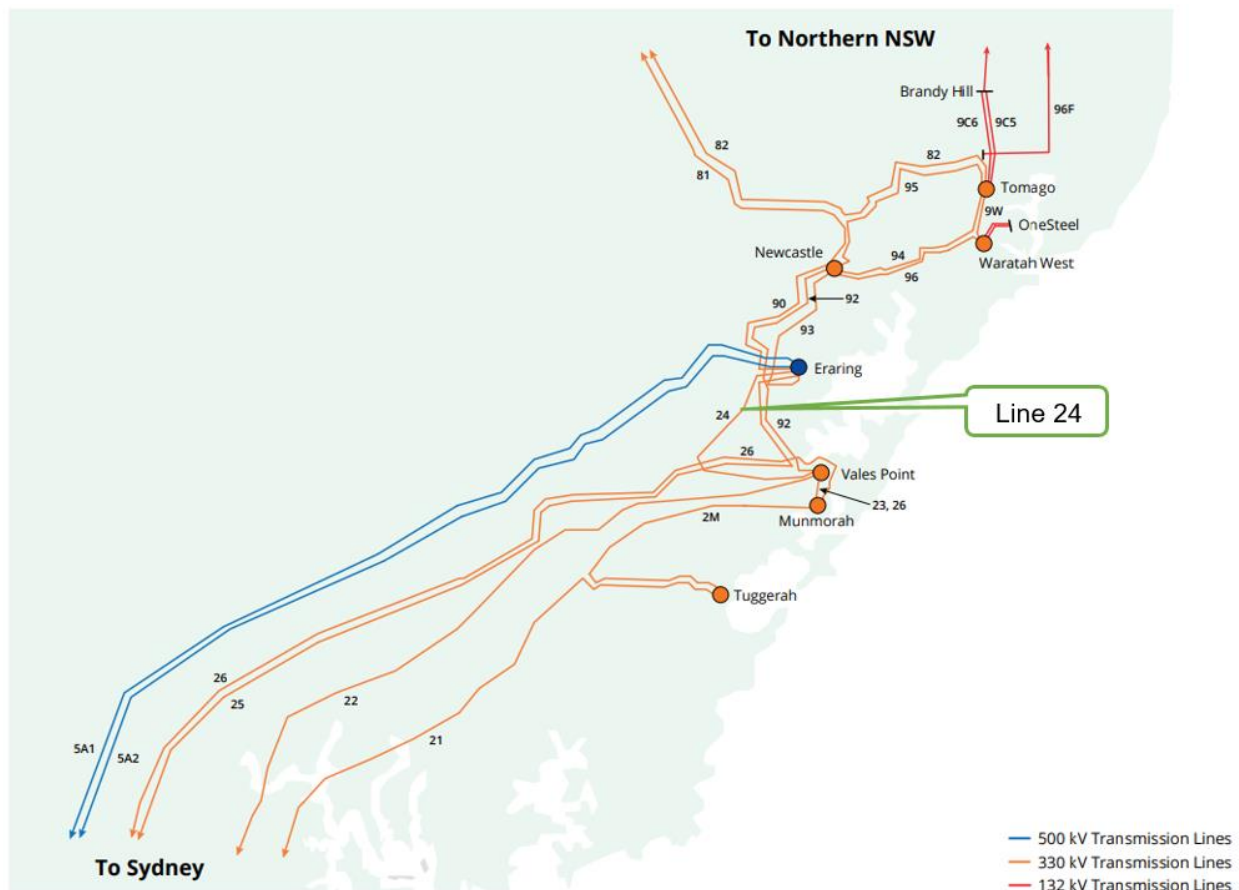 To Northern NSW
Brandy Hill
9C6
9C5
96F
82
82
81
95
Tomago
9W
OneSteel
Newcastle
94
Waratah West
96
90
92
93
Eraring
24
Line 24
92
26
Vales Point
23, 26
2M
Munmorah
Tuggerah
26
25
22
21
5A1
5A2
To Sydney
500 kV Transmission Lines
330 kV Transmission Lines
132 kV Transmission Lines